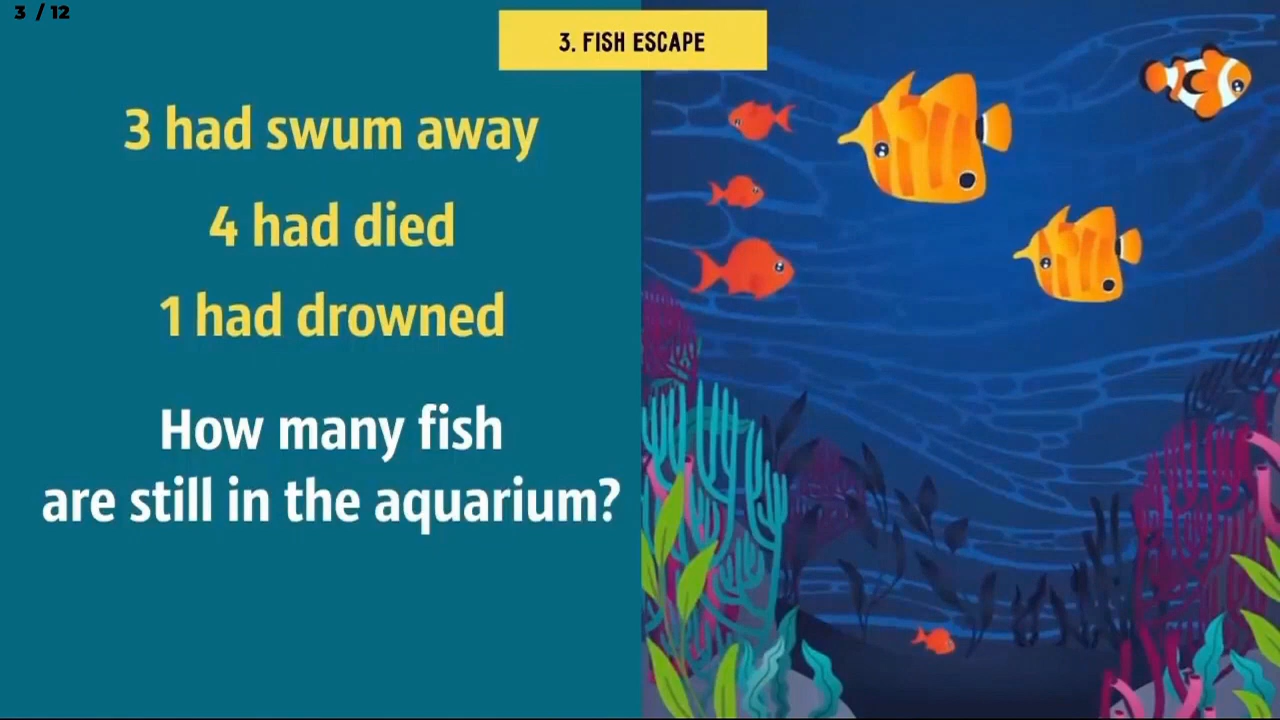 3 / 12
3. FISH ESCAPE
3 had swum away
4 had died
1 had drowned
How many fish
are still in the aquarium?